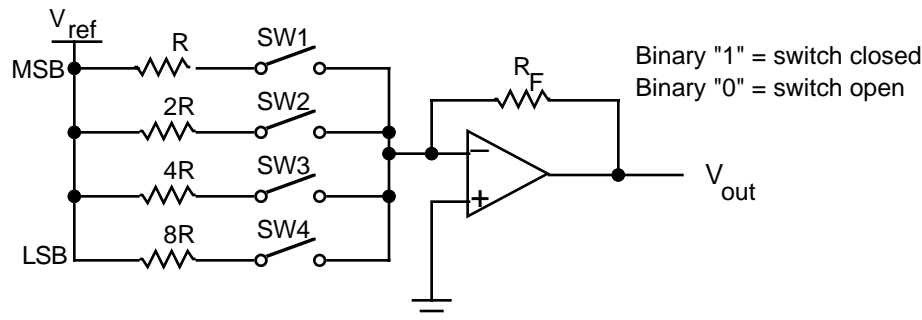 Vref
R
SW1
MSB
2R
SW2
4R
SW3
LSB
8R
SW4
RF
Binary "1" = switch closed
Binary "0" = switch open
−
+
Vout